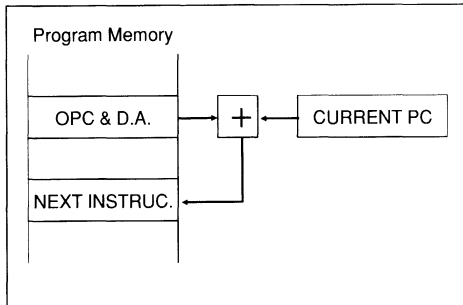 Program Memory
OPC & D.A.
+
CURRENT PC
NEXT INSTRUC.